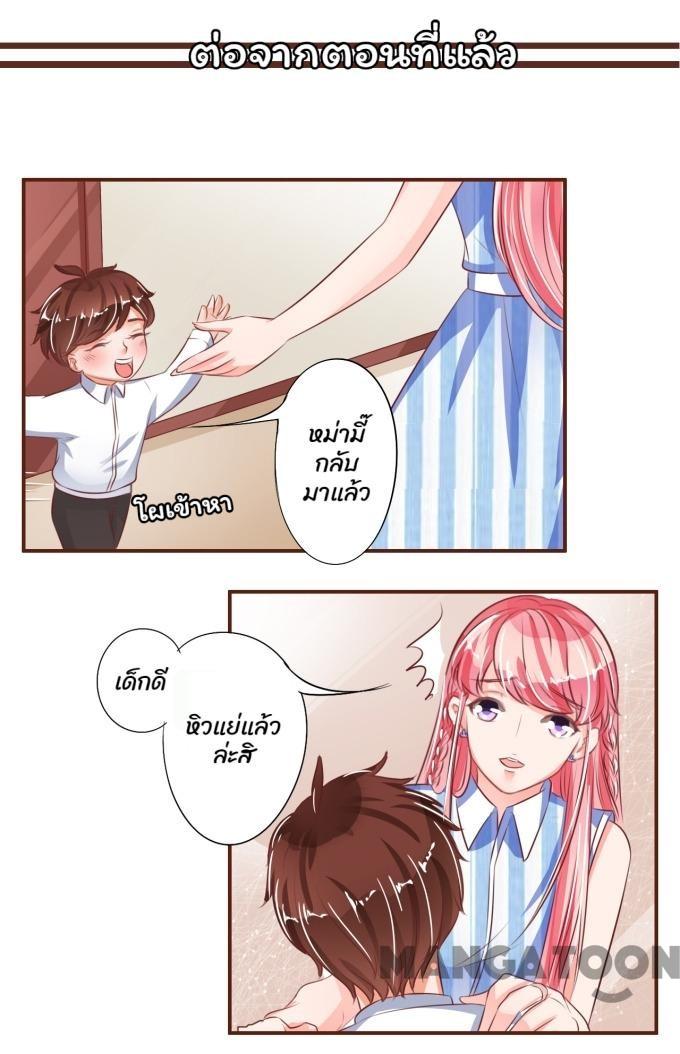 ต่อจากตอนที่แล้ว
หม่ามี๊
กลับ
มาแล้ว
โผเข้าหา
เด็กดี
หิวแย่แล้ว
ล่ะสิ
MANGATOON